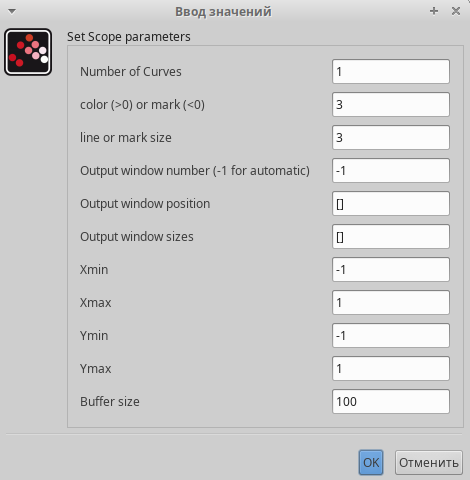 Ввод значений
Set Scope parameters
Number of Curves 1
color (>0) or mark (<0) 3
line or mark size 3
Output window number (-1 for automatic) -1
Output window position []
Output window sizes []
Xmin -1
Xmax 1
Ymin -1
Ymax 1
Buffer size 100
OK Отменить